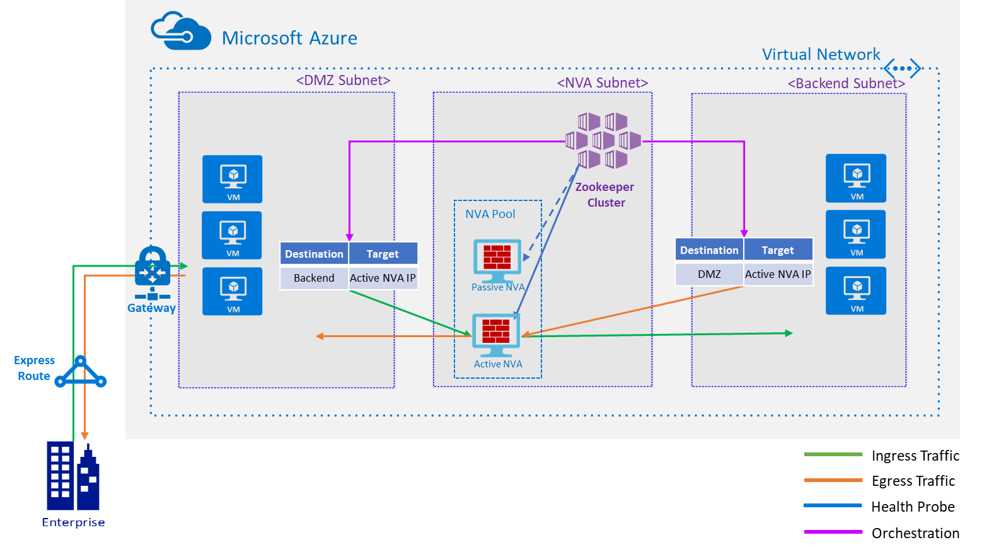 Microsoft Azure
Virtual Network
<DMZ Subnet>
<NVA Subnet>
<Backend Subnet>
VM
VM
VM
Destination Target
Backend Active NVA IP
Zookeeper
Cluster
NVA Pool
Passive NVA
Active NVA
VM
VM
VM
Destination Target
DMZ Active NVA IP
Gateway
Express
Route
Enterprise
Ingress Traffic
Egress Traffic
Health Probe
Orchestration